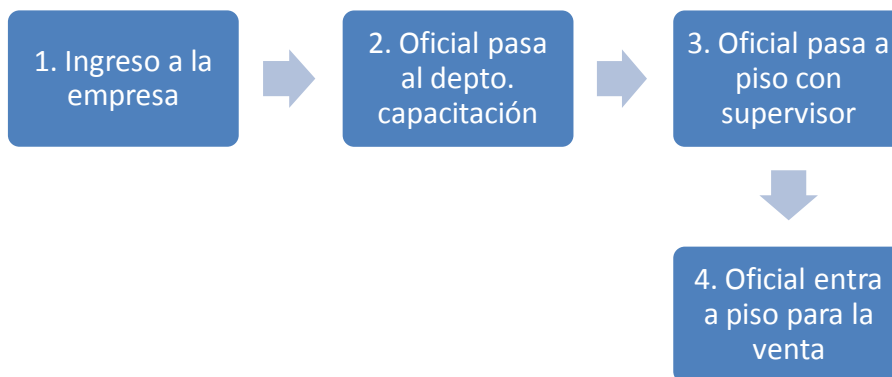 1. Ingreso a la
empresa
2. Oficial pasa
al depto.
capacitación
3. Oficial pasa a
piso con
supervisor
4. Oficial entra
a piso para la
venta